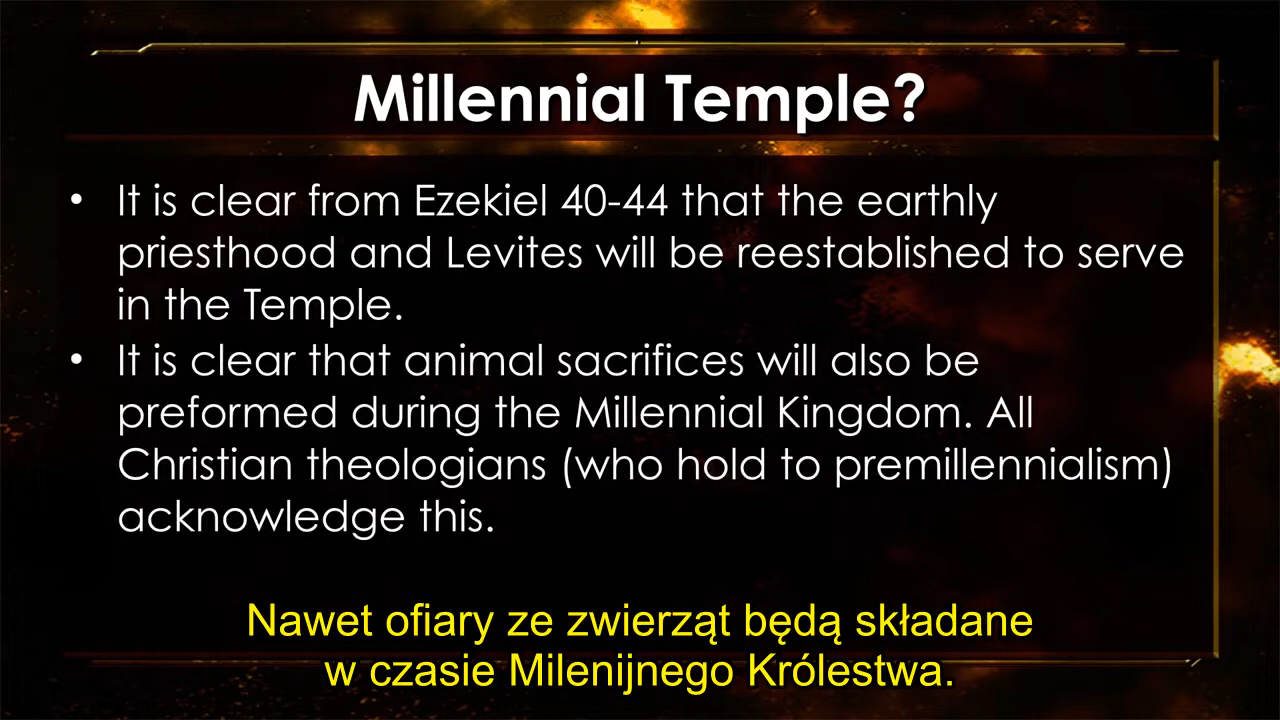 Millennial Temple?
• It is clear from Ezekiel 40-44 that the earthly
priesthood and Levites will be reestablished to serve
in the Temple.
• It is clear that animal sacrifices will also be
preformed during the Millennial Kingdom. All
Christian theologians (who hold to premillennialism)
acknowledge this.
Nawet ofiary ze zwierząt będą składane
w czasie Milenijnego Królestwa.